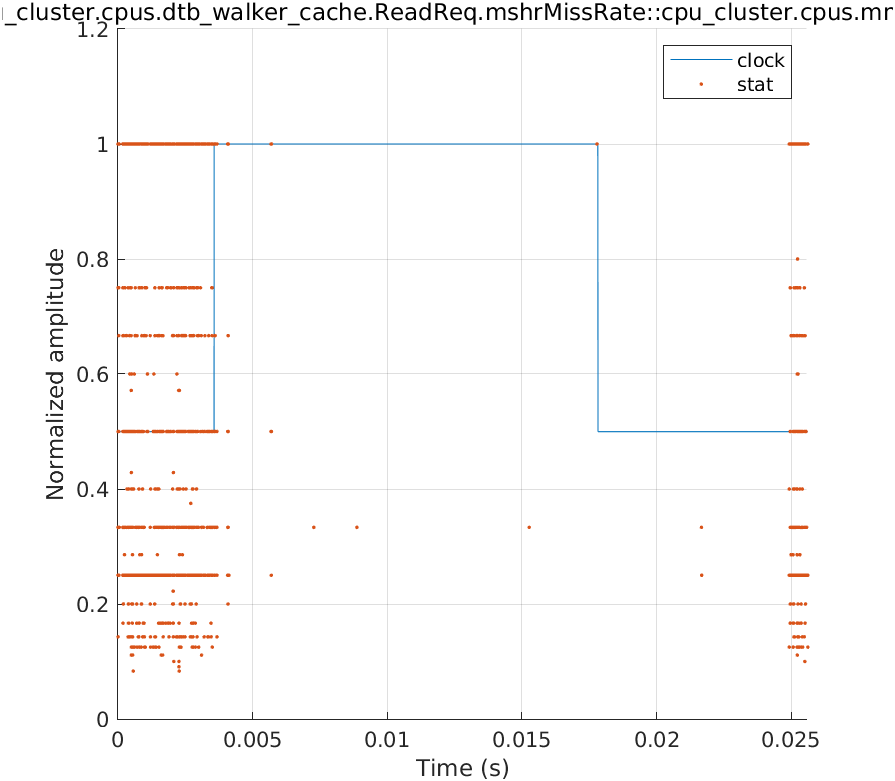 _cluster.cpus.dtb_walker_cache.ReadReq.mshrMissRate::cpu_cluster.cpus.mm
1.2
clock
stat
1
0.8
0.6
0.4
0.2
0
Normalized amplitude
0 0.005 0.01 0.015 0.02 0.025
Time (s)